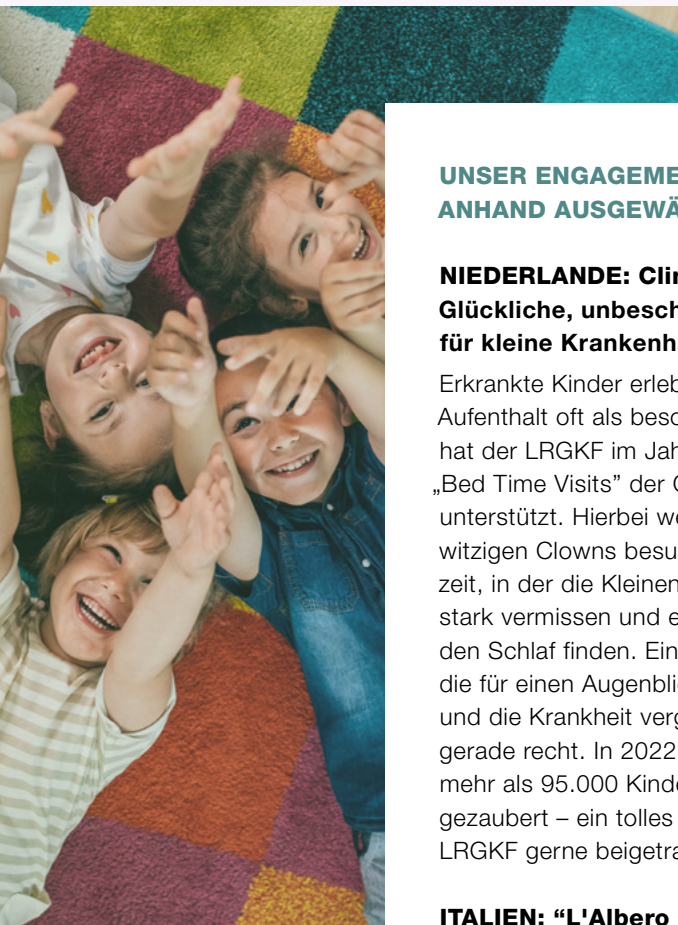 UNSER ENGAGEME
ANHAND AUSGEWÄ
NIEDERLANDE: Clin
Glückliche, unbesch
für kleine Krankenh
Erkrankte Kinder erleb
Aufenthalt oft als beso
hat der LRGKF im Jah
„Bed Time Visits” der C
unterstützt. Hierbei we
witzigen Clowns besu
zeit, in der die Kleinen
stark vermissen und e
den Schlaf finden. Ein
die für einen Augenbli
und die Krankheit verg
gerade recht. In 2022
mehr als 95.000 Kinde
gezaubert – ein tolles
LRGKF gerne beigetra
ITALIEN: “L'Albero